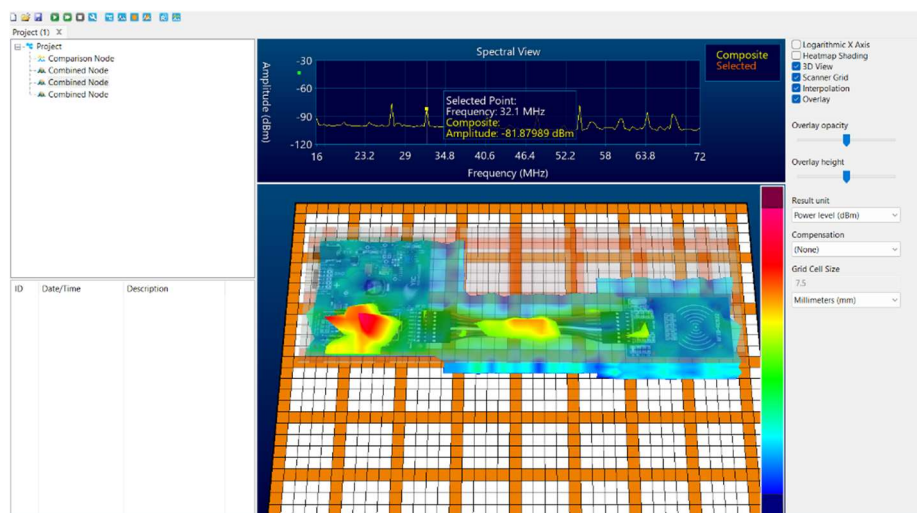 Project (1) X
Project
Comparison Node
Combined Node
Combined Node
Combined Node
ID Date/Time Description
Spectral View
Composite
Selected
Amplitude (dBm)
-30
-60
-90
-120
Selected Point:
Frequency: 32.1 MHz
Composite:
Amplitude: -81.87989 dBm
16 23.2 29 34.8 40.6 46.4 52.2 58 63.8 72
Frequency (MHz)
Logarithmic X Axis
Heatmap Shading
3D View
Scanner Grid
Interpolation
Overlay
Overlay opacity
Overlay height
Result unit
Power level (dBm)
Compensation
(None)
Grid Cell Size
7.5
Millimeters (mm)